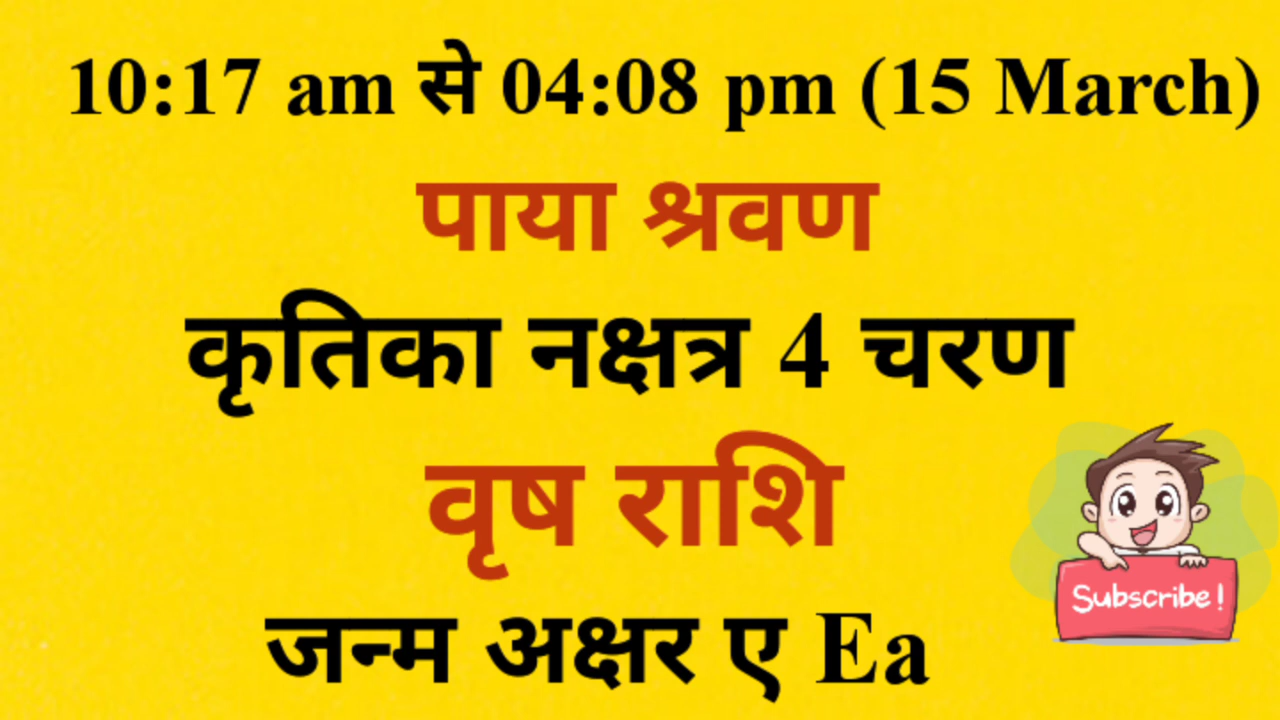 10:17 am से 04:08 pm (15 March)
पाया श्रवण
कृतिका नक्षत्र 4 चरण
वृष राशि
Subscribe!
जन्म अक्षर ए Ea